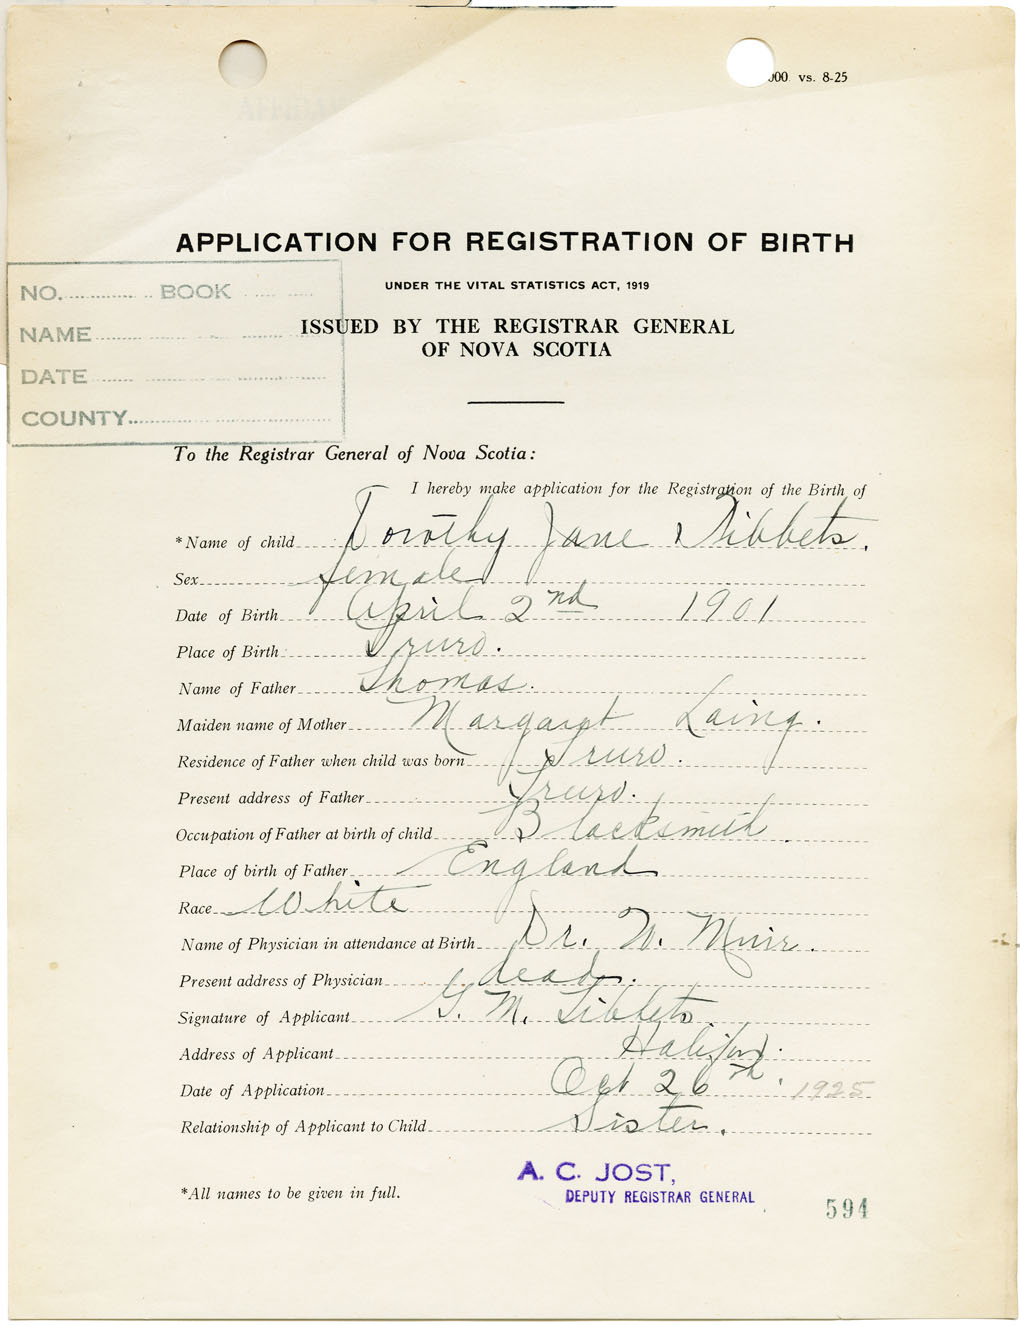 000 vs. 8-25
APPLICATION FOR REGISTRATION OF BIRTH
UNDER THE VITAL STATISTICS ACT, 1919
ISSUED BY THE REGISTRAR GENERAL
OF NOVA SCOTIA
NO. BOOK
NAME
DATE
COUNTY
To the Registrar General of Nova Scotia:
I hereby make application for the Registration of the Birth of
*Name of child Dorothy Jane Tibbets.
Sex female
Date of Birth April 2nd 1901
Place of Birth Truro.
Name of Father Thomas.
Maiden name of Mother Margaret Laing.
Residence of Father when child was born Truro.
Present address of Father Truro.
Occupation of Father at birth of child Blacksmith.
Place of birth of Father England
Race White
Name of Physician in attendance at Birth Dr. W. Muir.
Present address of Physician dead.
Signature of Applicant G. M. Tibbets.
Address of Applicant Halifax.
Date of Application Oct 26th. 1925
Relationship of Applicant to Child Sister.
A. C. JOST,
DEPUTY REGISTRAR GENERAL
*All names to be given in full.
594